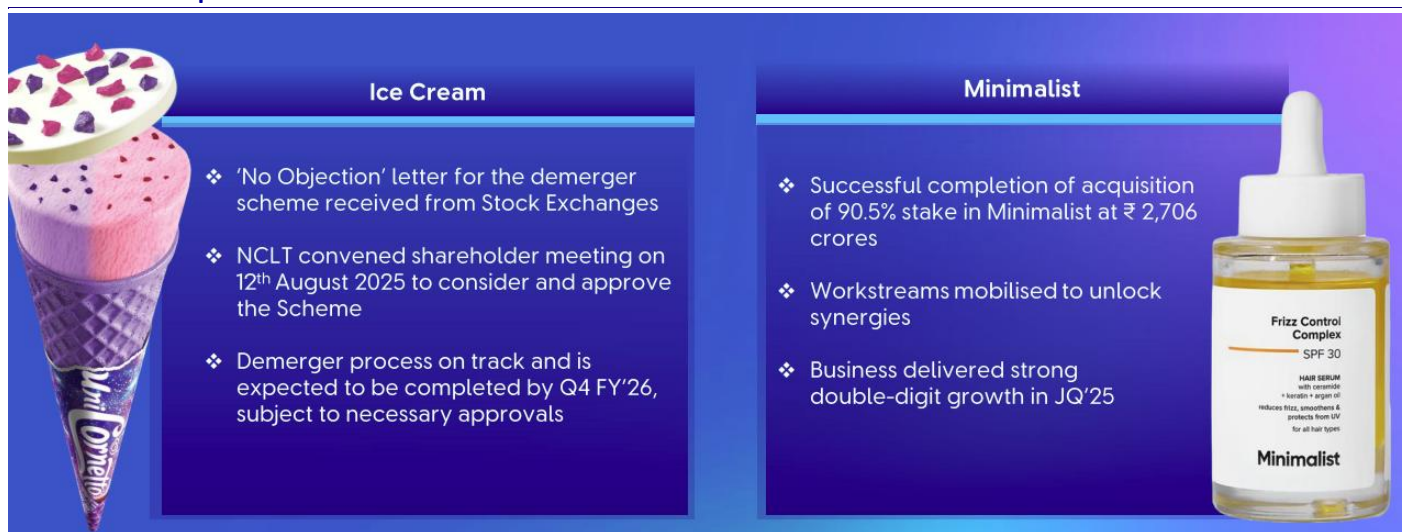 Ice Cream
❖ ‘No Objection’ letter for the demerger
scheme received from Stock Exchanges
❖ NCLT convened shareholder meeting on
12th August 2025 to consider and approve
the Scheme
❖ Demerger process on track and is
expected to be completed by Q4 FY’26,
subject to necessary approvals
UniCornetto
Minimalist
❖ Successful completion of acquisition
of 90.5% stake in Minimalist at ₹ 2,706
crores
❖ Workstreams mobilised to unlock
synergies
❖ Business delivered strong
double-digit growth in JQ’25
Frizz Control
Complex
SPF 30
HAIR SERUM
with ceramide
+ keratin + argan oil
reduces frizz, smoothens &
protects from UV
for all hair types
Minimalist